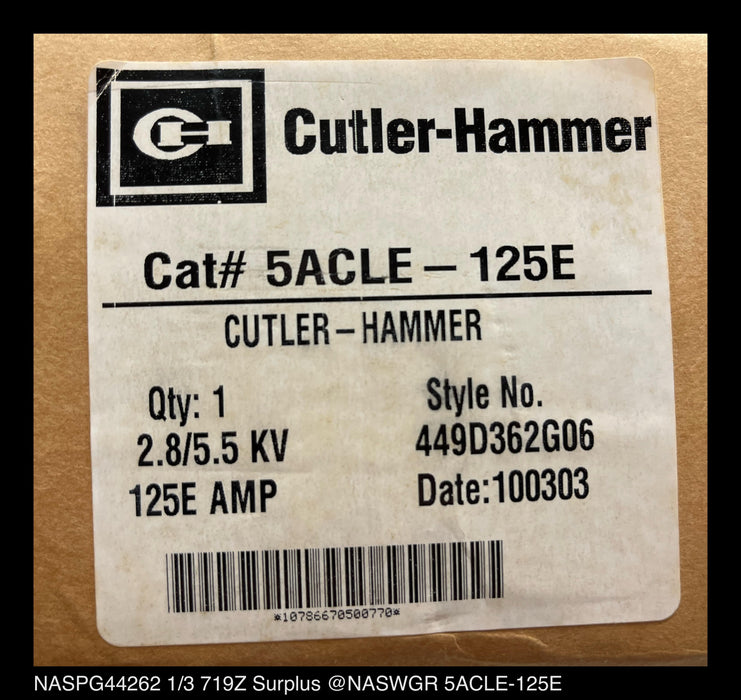 CH
Cutler-Hammer
Cat# 5ACLE – 125E
CUTLER – HAMMER
Qty: 1
2.8/5.5 KV
125E AMP
Style No.
449D362G06
Date:100303
*10786670500770*
NASPG44262 1/3 719Z Surplus @NASWGR 5ACLE-125E